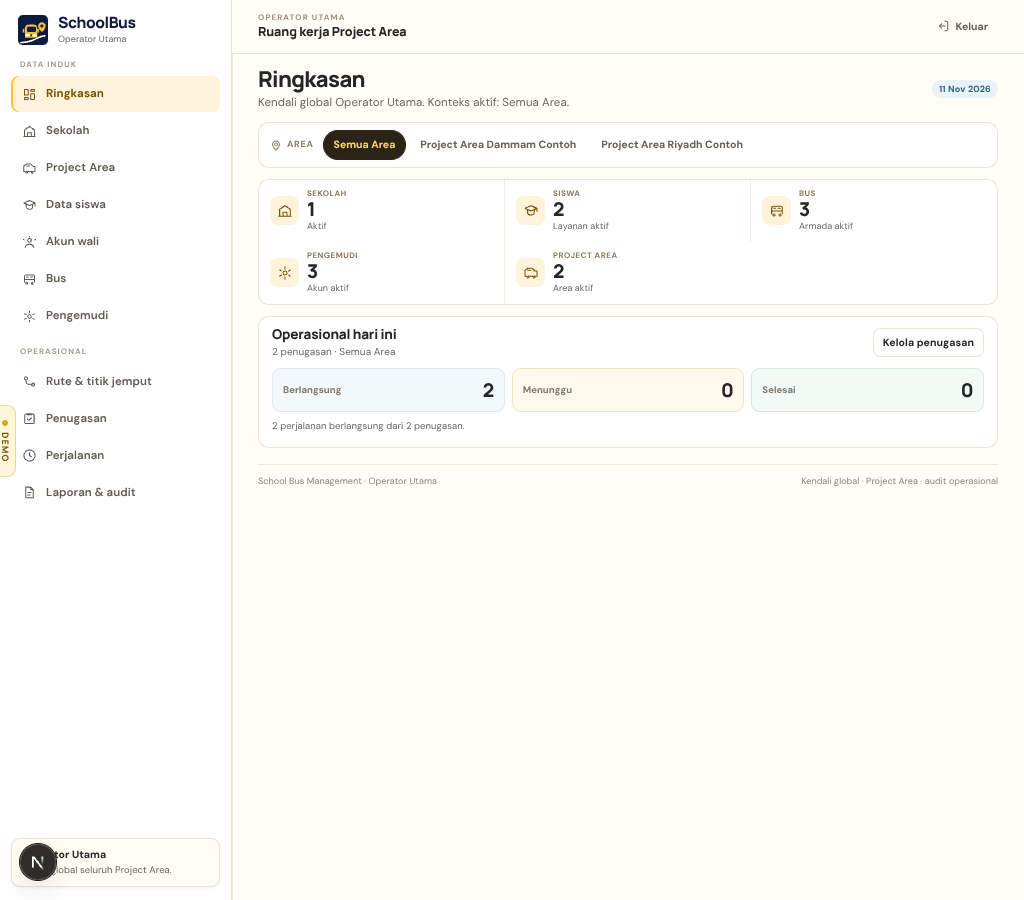 SchoolBus
Operator Utama
DATA INDUK
Ringkasan
Sekolah
Project Area
Data siswa
Akun wali
Bus
Pengemudi
OPERASIONAL
Rute & titik jemput
Penugasan
Perjalanan
Laporan & audit
DEMO
N
tor Utama
lobal seluruh Project Area.
OPERATOR UTAMA
Ruang kerja Project Area
Keluar
Ringkasan
Kendali global Operator Utama. Konteks aktif: Semua Area.
11 Nov 2026
AREA Semua Area Project Area Dammam Contoh Project Area Riyadh Contoh
SEKOLAH
1
Aktif
SISWA
2
Layanan aktif
BUS
3
Armada aktif
PENGEMUDI
3
Akun aktif
PROJECT AREA
2
Area aktif
Operasional hari ini
2 penugasan · Semua Area
Kelola penugasan
Berlangsung 2
Menunggu 0
Selesai 0
2 perjalanan berlangsung dari 2 penugasan.
School Bus Management · Operator Utama
Kendali global · Project Area · audit operasional